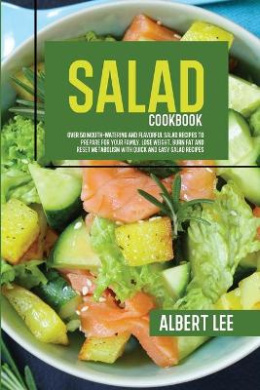 SALAD
COOKBOOK
OVER 50 MOUTH-WATERING AND FLAVORFUL SALAD RECIPES TO
PREPARE FOR YOUR FAMILY. LOSE WEIGHT, BURN FAT AND
RESET METABOLISM WITH QUICK AND EASY SALAD RECIPES
ALBERT LEE